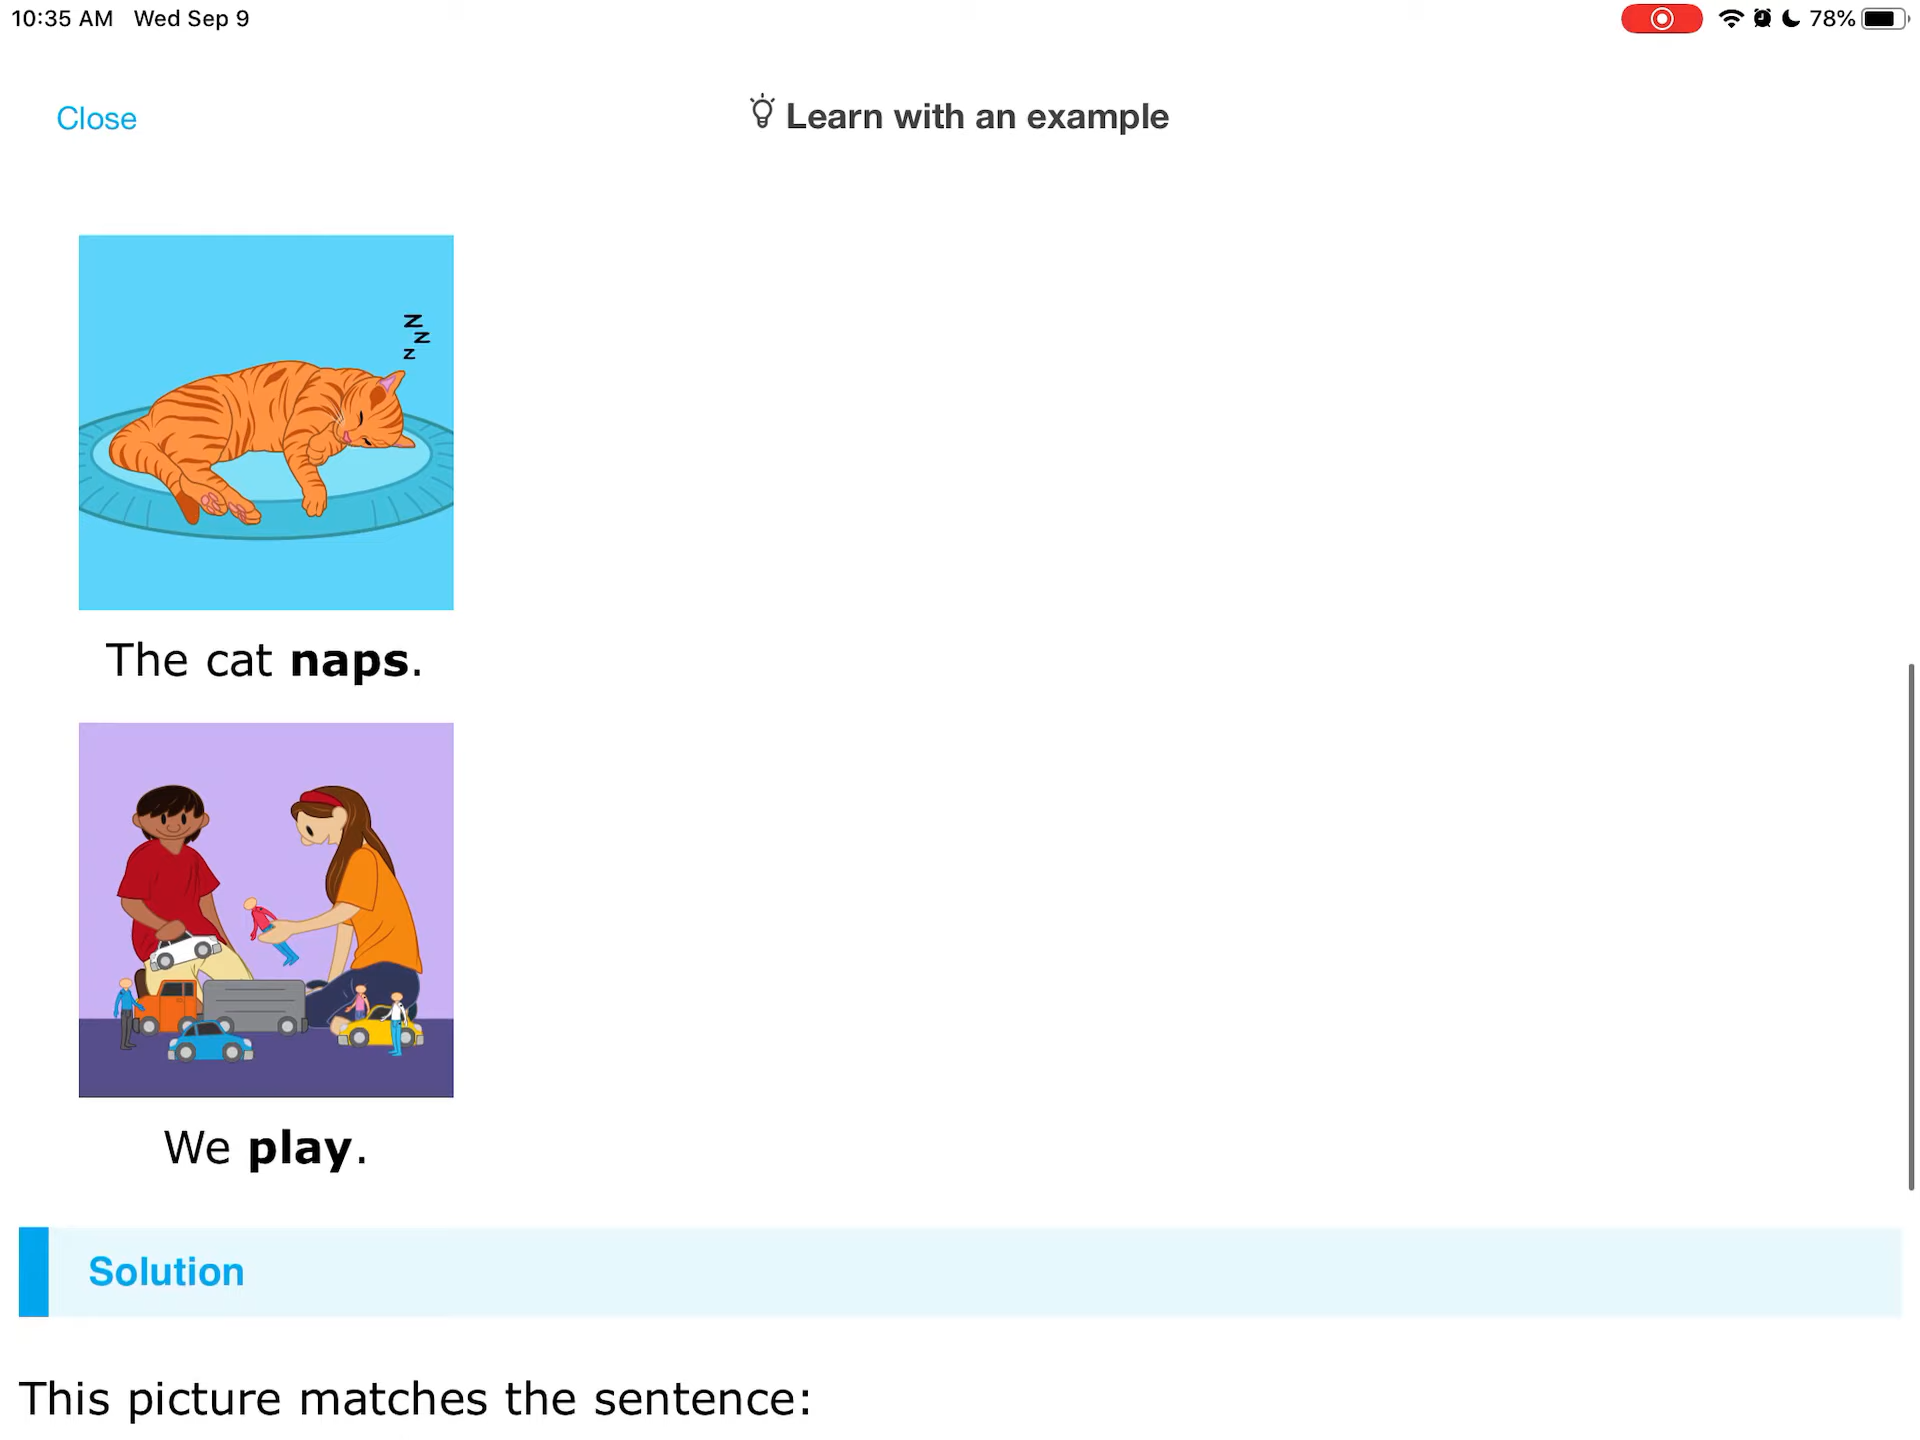 10:35 AM Wed Sep 9
78%
Close
Learn with an example
z
z
z
The cat naps.
We play.
Solution
This picture matches the sentence: